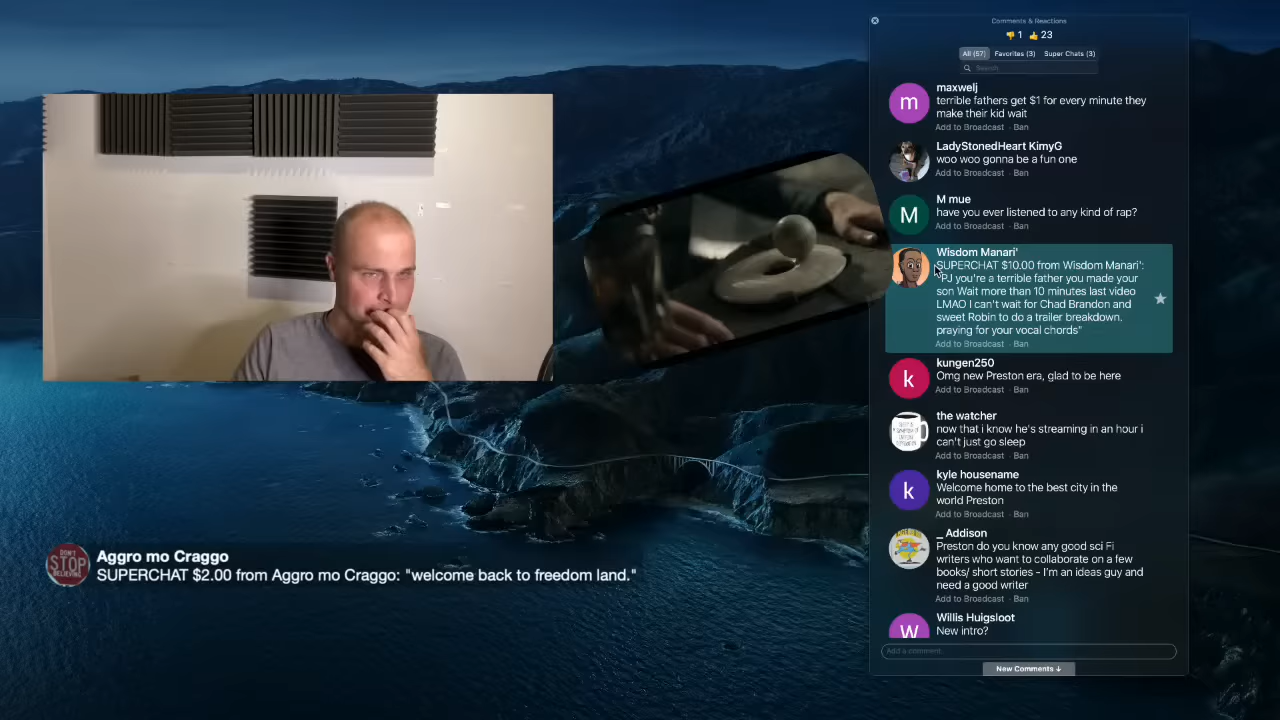 Comments & Reactions
👎 1 👍 23
All (57) Favorites (3) Super Chats (3)
Search
maxwelj
terrible fathers get $1 for every minute they
make their kid wait
Add to Broadcast · Ban
LadyStonedHeart KimyG
woo woo gonna be a fun one
Add to Broadcast · Ban
M
M mue
have you ever listened to any kind of rap?
Add to Broadcast · Ban
Wisdom Manari'
SUPERCHAT $10.00 from Wisdom Manari':
"PJ you're a terrible father you made your
son Wait more than 10 minutes last video
LMAO I can't wait for Chad Brandon and
sweet Robin to do a trailer breakdown.
praying for your vocal chords"
Add to Broadcast · Ban
k
kungen250
Omg new Preston era, glad to be here
Add to Broadcast · Ban
the watcher
now that i know he's streaming in an hour i
can't just go sleep
Add to Broadcast · Ban
k
kyle housename
Welcome home to the best city in the
world Preston
Add to Broadcast · Ban
_ Addison
Preston do you know any good sci Fi
writers who want to collaborate on a few
books/ short stories - I'm an ideas guy and
need a good writer
Add to Broadcast · Ban
W
Willis Huigsloot
New intro?
Add a comment.
New Comments ↓
m
DON'T
STOP
BELIEVING
Aggro mo Craggo
SUPERCHAT $2.00 from Aggro mo Craggo: "welcome back to freedom land."